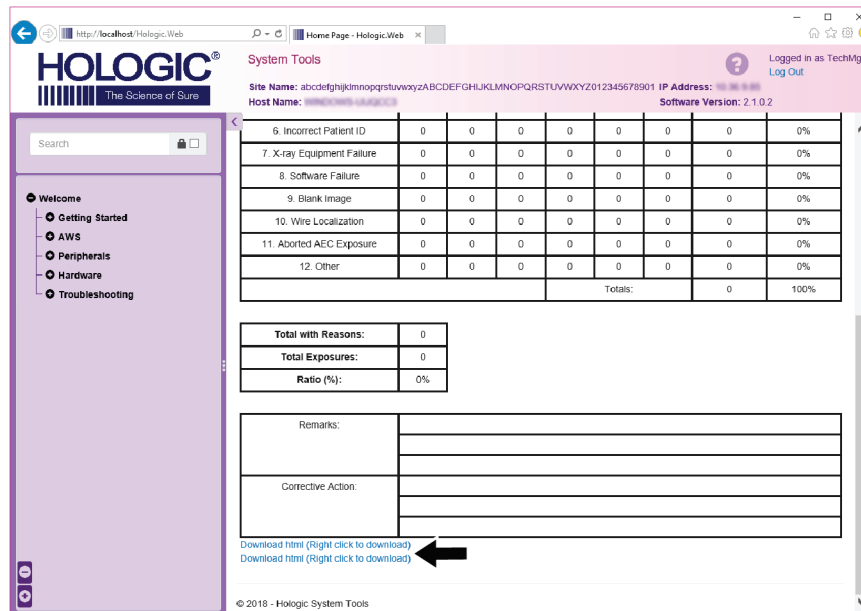 http://localhost/Hologic.Web
Home Page - Hologic.Web
HOLOGIC®
The Science of Sure
System Tools
Logged in as TechMg
Log Out
Site Name: abcdefghijklmnopqrstuvwxyzABCDEFGHIJKLMNOPQRSTUVWXYZ012345678901 IP Address:
Host Name:
Software Version: 2.1.0.2
Search
Welcome
Getting Started
AWS
Peripherals
Hardware
Troubleshooting
6. Incorrect Patient ID 0 0 0 0 0 0 0 0%
7. X-ray Equipment Failure 0 0 0 0 0 0 0 0%
8. Software Failure 0 0 0 0 0 0 0 0%
9. Blank Image 0 0 0 0 0 0 0 0%
10. Wire Localization 0 0 0 0 0 0 0 0%
11. Aborted AEC Exposure 0 0 0 0 0 0 0 0%
12. Other 0 0 0 0 0 0 0 0%
Totals: 0 100%
Total with Reasons: 0
Total Exposures: 0
Ratio (%): 0%
Remarks:
Corrective Action:
Download html (Right click to download)
Download html (Right click to download)
© 2018 - Hologic System Tools